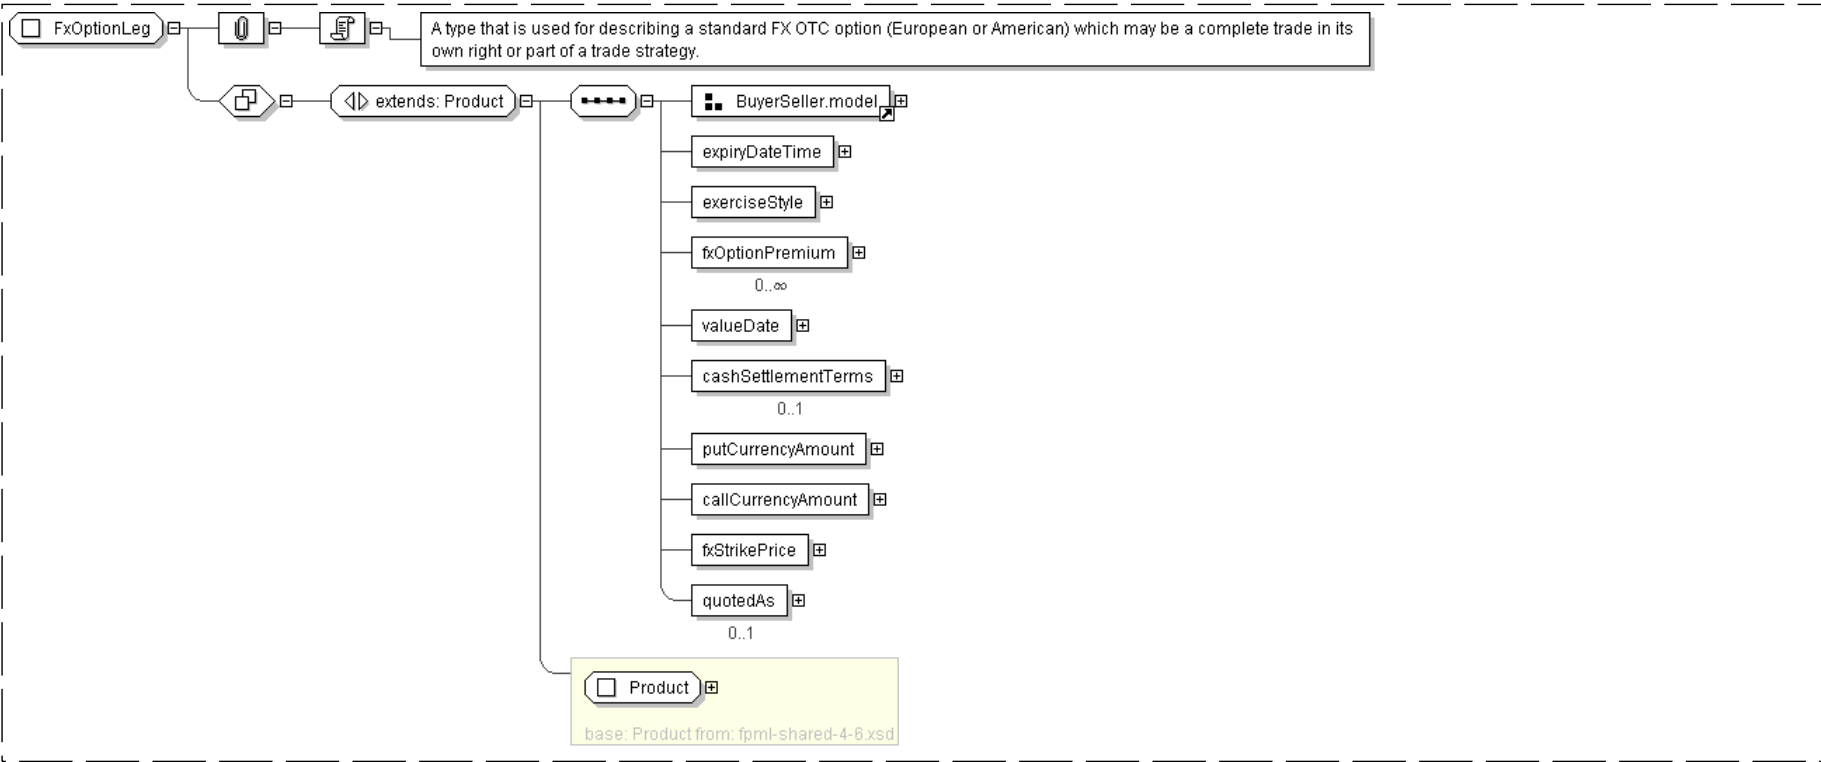 FxOptionLeg
A type that is used for describing a standard FX OTC option (European or American) which may be a complete trade in its
own right or part of a trade strategy.
extends: Product
BuyerSeller.model
expiryDateTime
exerciseStyle
fxOptionPremium
0..∞
valueDate
cashSettlementTerms
0..1
putCurrencyAmount
callCurrencyAmount
fxStrikePrice
quotedAs
0..1
Product
base: Product from: fpml-shared-4-6.xsd